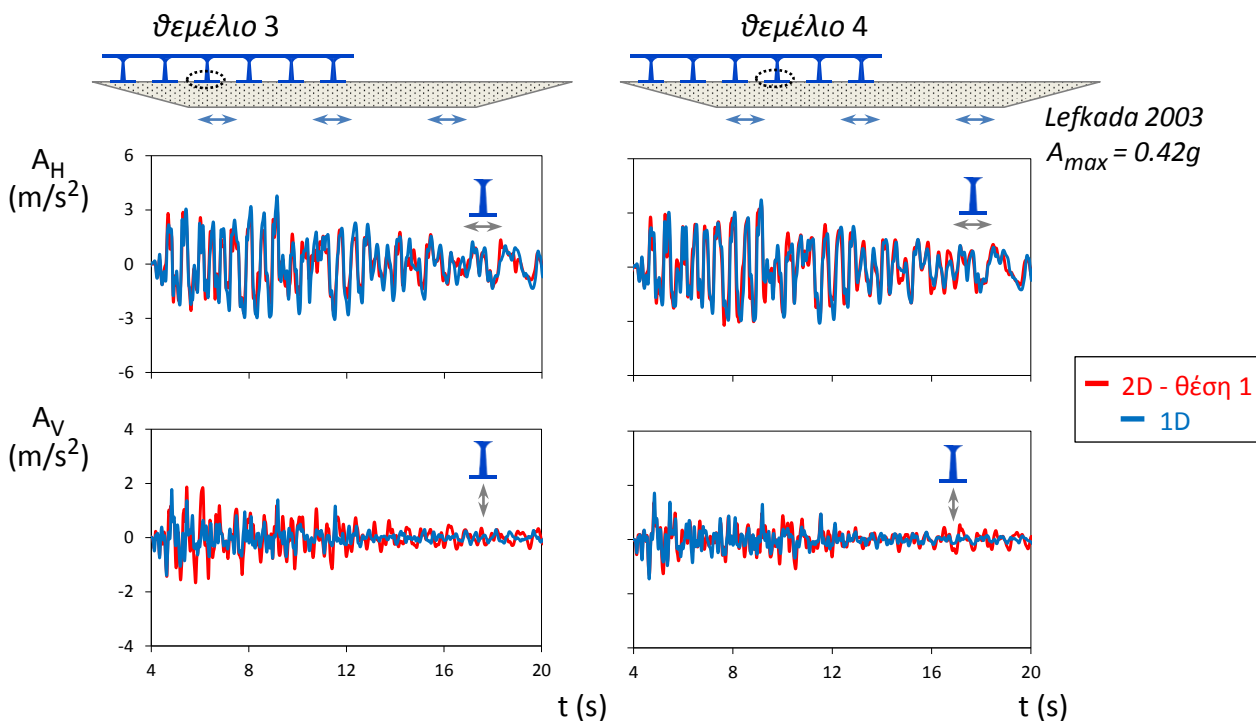 ϑεμέλιο 3
ϑεμέλιο 4
Lefkada 2003
Amax = 0.42g
AH
(m/s2)
6
3
0
-3
-6
2D - θέση 1
1D
AV
(m/s2)
4
2
0
-2
-4
4 8 12 16 20
4 8 12 16 20
t (s)
t (s)